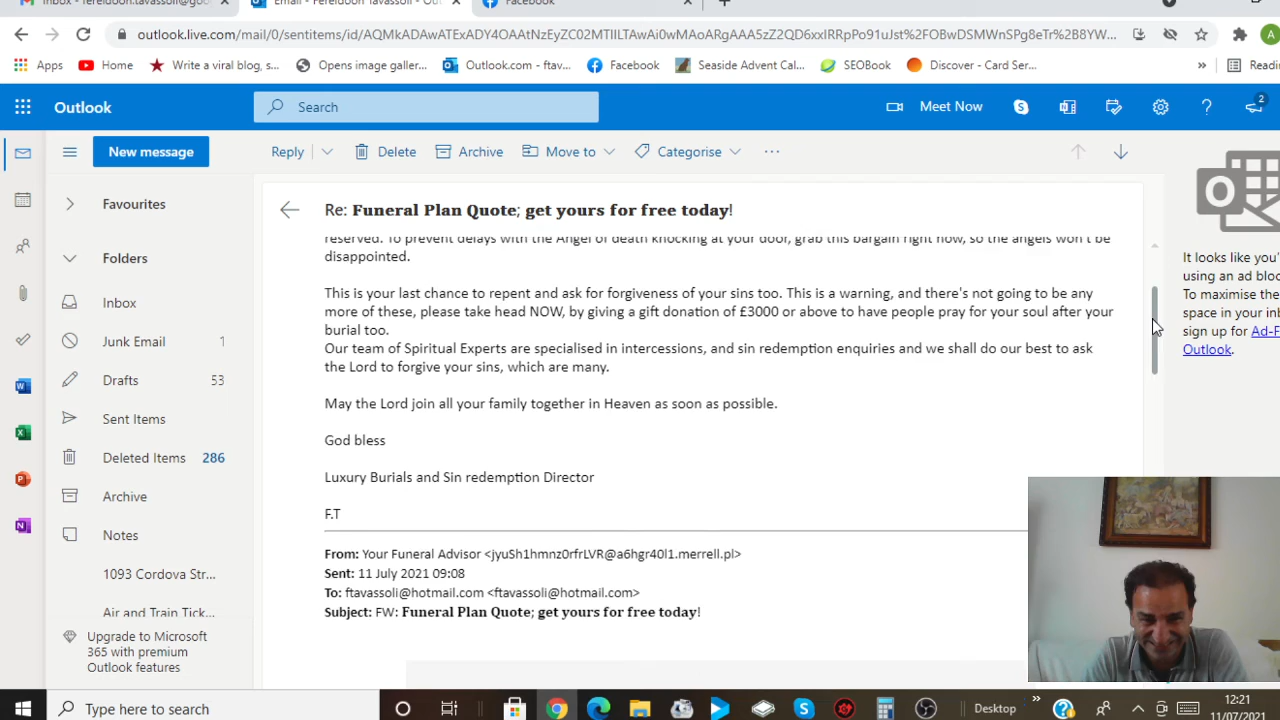 Inbox - fereidoon.tavassoli@goo
Email - Fereidoon Tavassoli - Out
Facebook
outlook.live.com/mail/0/sentitems/id/AQMkADAwATExADY4OAAtNzEyZC02MTIILTAwAi0wMAoARgAAA5zZ2QD6xxlRRpPo91uJst%2FOBwDSMWnSPg8eTr%2B8YW...
Apps
Home
Write a viral blog, s...
Opens image galler...
Outlook.com - ftav...
Facebook
Seaside Advent Cal...
SEOBook
Discover - Card Ser...
»
Readin
Outlook
Search
Meet Now
2
New message
Reply
Delete
Archive
Move to
Categorise
Favourites
Folders
Inbox
Junk Email 1
Drafts 53
Sent Items
Deleted Items 286
Archive
Notes
1093 Cordova Str...
Air and Train Tick...
Upgrade to Microsoft
365 with premium
Outlook features
Re: Funeral Plan Quote; get yours for free today!
reserved. To prevent delays with the Angel of death knocking at your door, grab this bargain right now, so the angels won't be
disappointed.
This is your last chance to repent and ask for forgiveness of your sins too. This is a warning, and there's not going to be any
more of these, please take head NOW, by giving a gift donation of £3000 or above to have people pray for your soul after your
burial too.
Our team of Spiritual Experts are specialised in intercessions, and sin redemption enquiries and we shall do our best to ask
the Lord to forgive your sins, which are many.
May the Lord join all your family together in Heaven as soon as possible.
God bless
Luxury Burials and Sin redemption Director
F.T
From: Your Funeral Advisor <jyuSh1hmnz0rfrLVR@a6hgr40l1.merrell.pl>
Sent: 11 July 2021 09:08
To: ftavassoli@hotmail.com <ftavassoli@hotmail.com>
Subject: FW: Funeral Plan Quote; get yours for free today!
It looks like you'
using an ad bloc
To maximise the
space in your inb
sign up for Ad-F
Outlook.
Type here to search
Desktop
12:21
11/07/2021